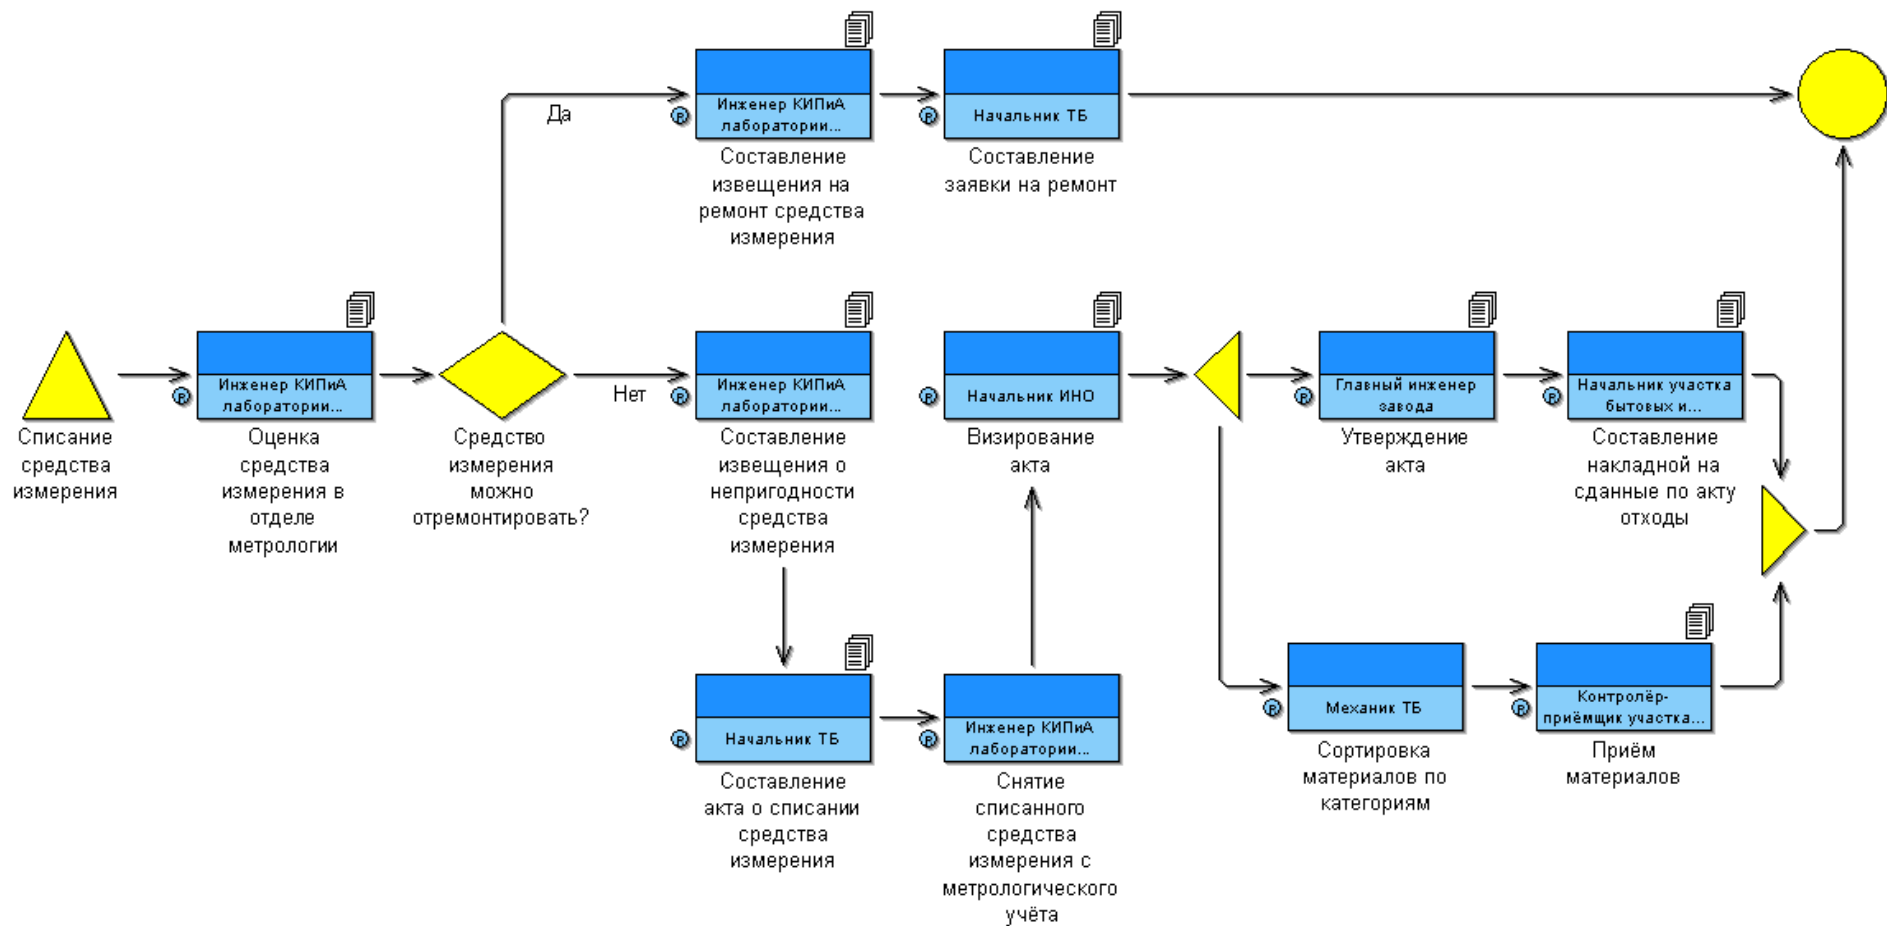 Да
Инженер КИПиА
лаборатории...
Составление
извещения на
ремонт средства
измерения
Начальник ТБ
Составление
заявки на ремонт
Списание
средства
измерения
Инженер КИПиА
лаборатории...
Оценка
средства
измерения в
отделе
метрологии
Средство
измерения
можно
отремонтировать?
Нет
Инженер КИПиА
лаборатории...
Составление
извещения о
непригодности
средства
измерения
Начальник ИНО
Визирование
акта
Главный инженер
завода
Утверждение
акта
Начальник участка
бытовых и...
Составление
накладной на
сданные по акту
отходы
Начальник ТБ
Составление
акта о списании
средства
измерения
Инженер КИПиА
лаборатории...
Снятие
списанного
средства
измерения с
метрологического
учёта
Механик ТБ
Сортировка
материалов по
категориям
Контролёр-
приёмщик участка...
Приём
материалов